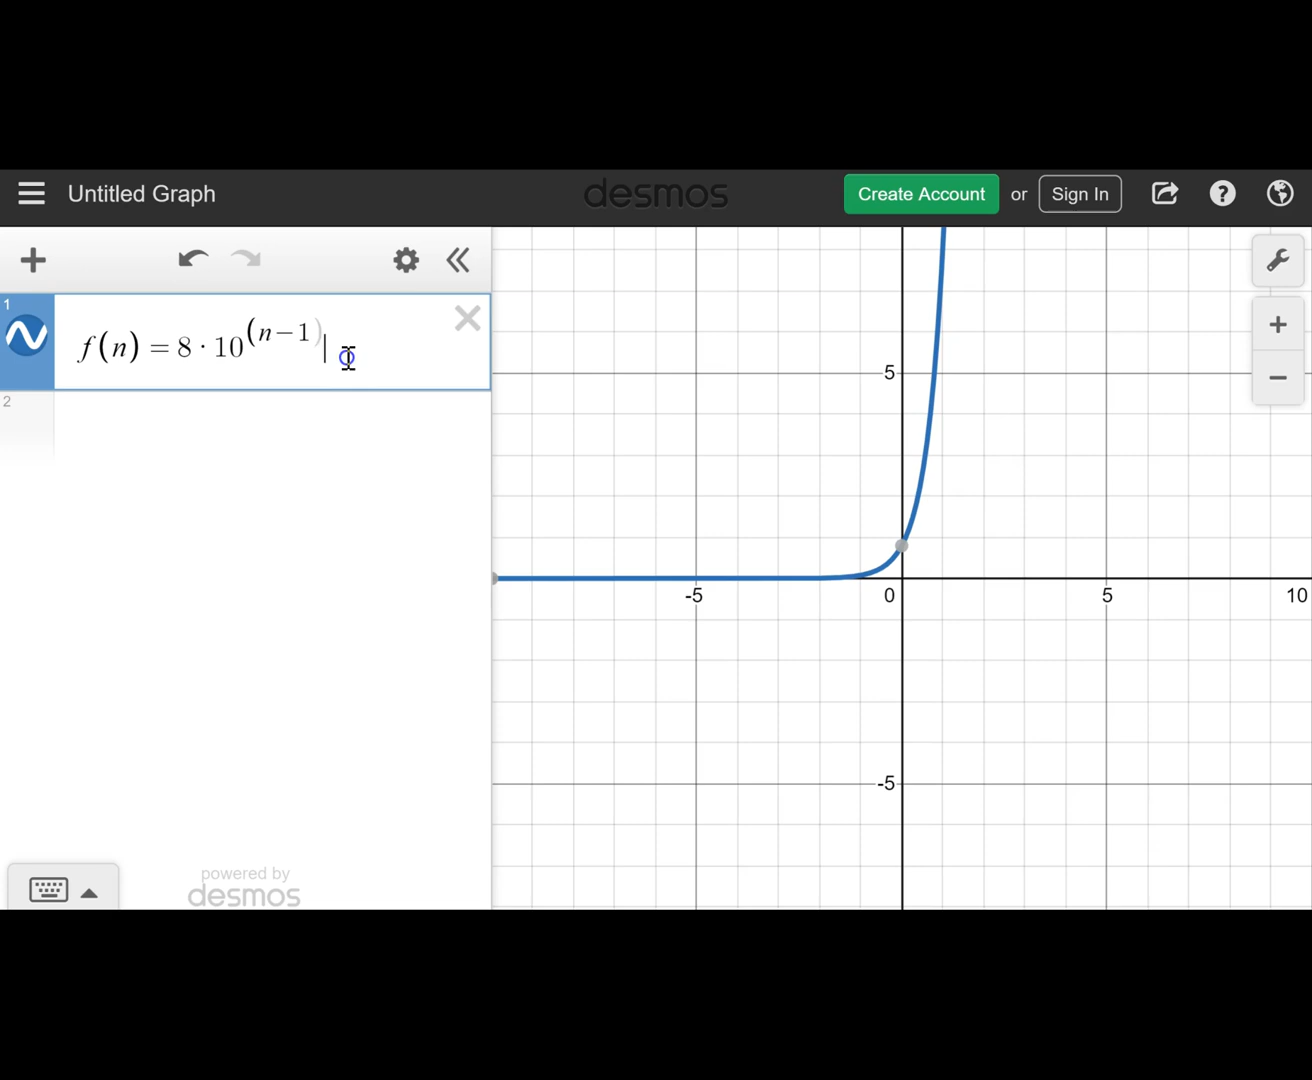 Untitled Graph
desmos
Create Account or Sign In
1
f(n) = 8 · 10^(n−1)
2
5
-5
0
5
10
-5
powered by
desmos